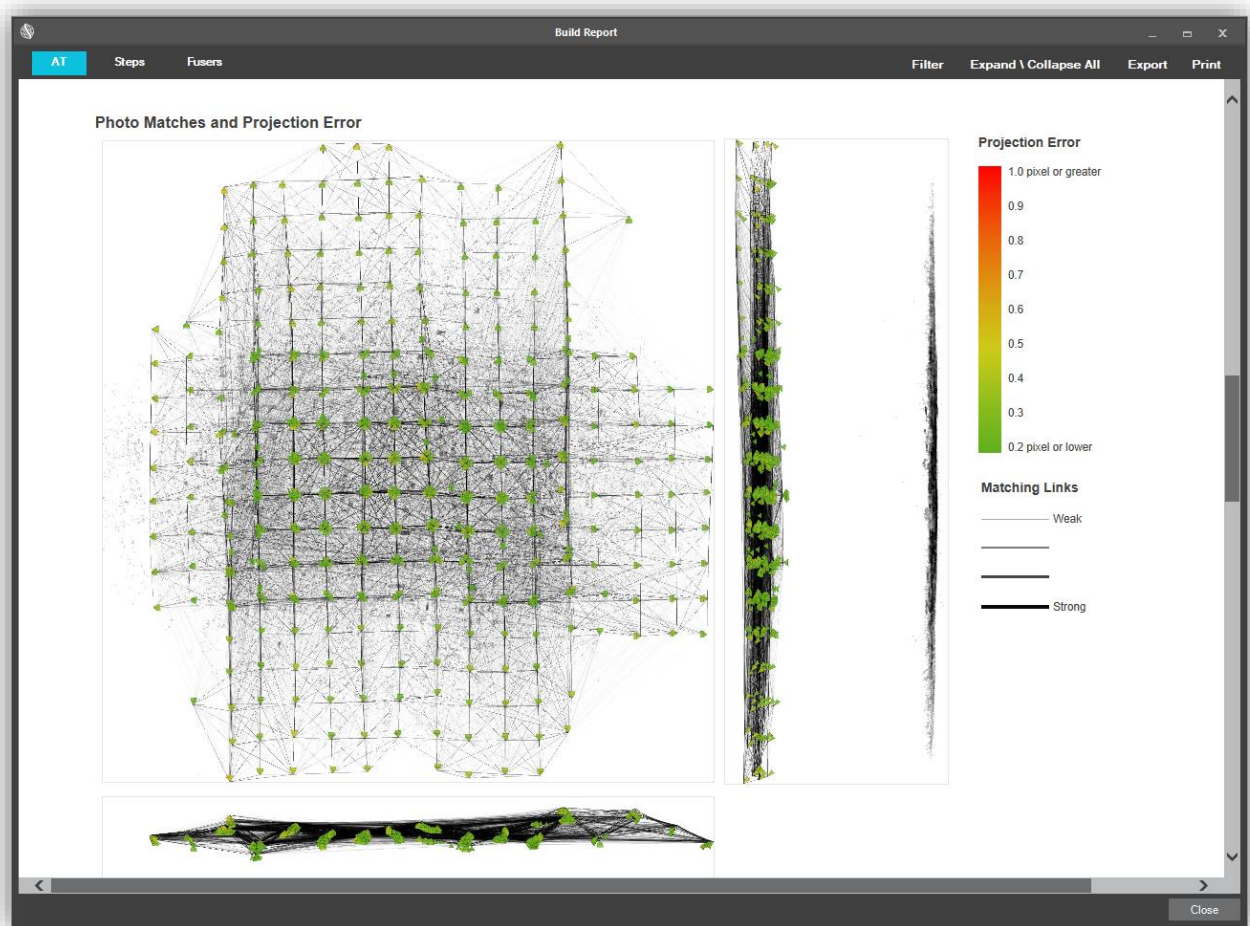 Build Report
AT Steps Fusers Filter Expand \ Collapse All Export Print
Photo Matches and Projection Error
Projection Error
1.0 pixel or greater
0.9
0.8
0.7
0.6
0.5
0.4
0.3
0.2 pixel or lower
Matching Links
Weak
Strong
Close